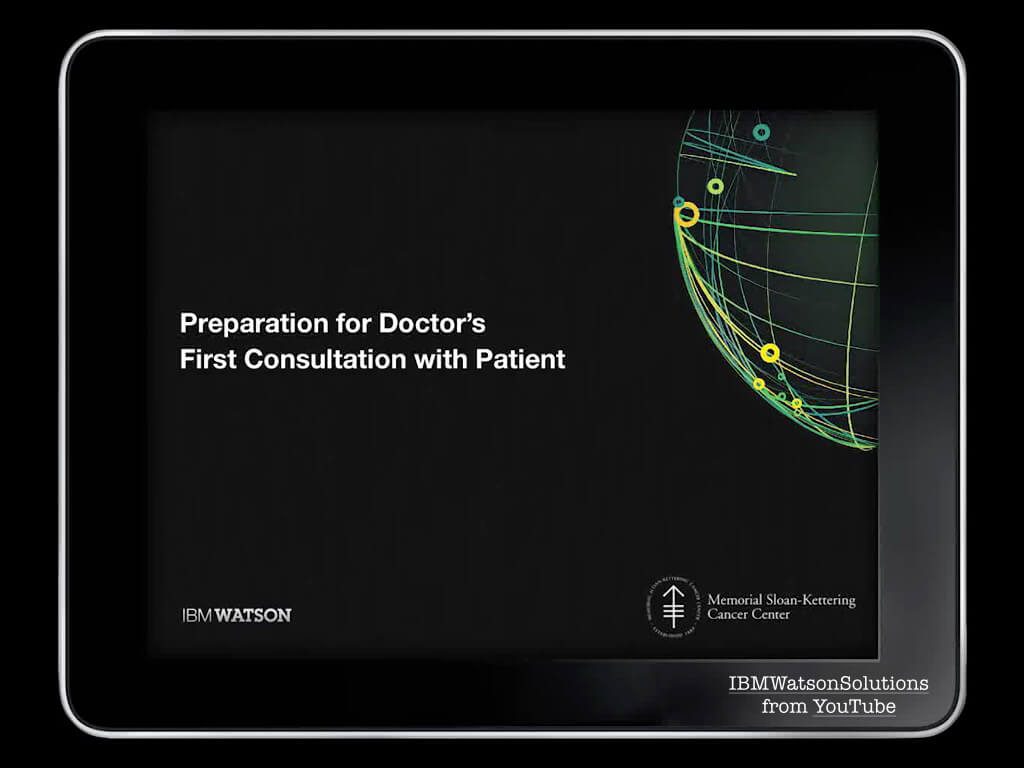 Preparation for Doctor's
First Consultation with Patient
IBM WATSON
MEMORIAL SLOAN-KETTERING CANCER CENTER
ESTABLISHED 1884
Memorial Sloan-Kettering
Cancer Center
IBMWatsonSolutions
from YouTube